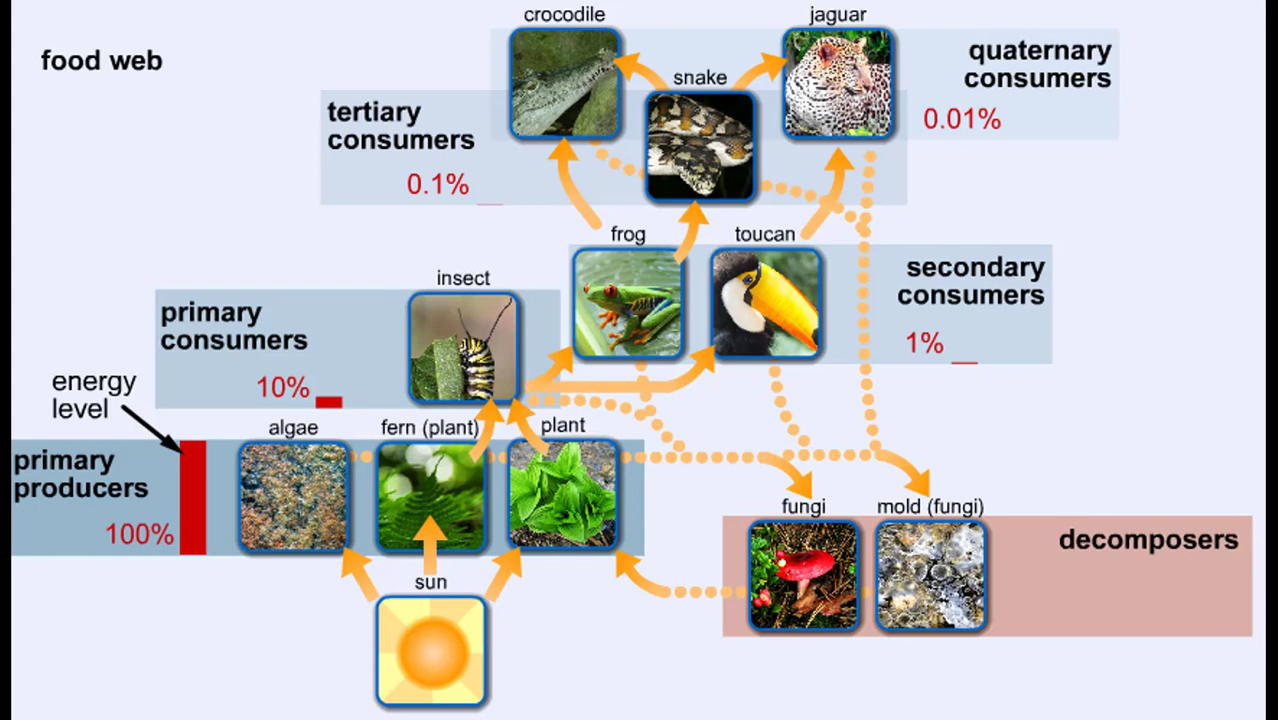 crocodile
jaguar
food web
quaternary
consumers
snake
tertiary
consumers
0.01%
0.1%
frog
toucan
insect
secondary
consumers
primary
consumers
1%
energy
level
10%
algae
fern (plant)
plant
primary
producers
100%
fungi
mold (fungi)
decomposers
sun